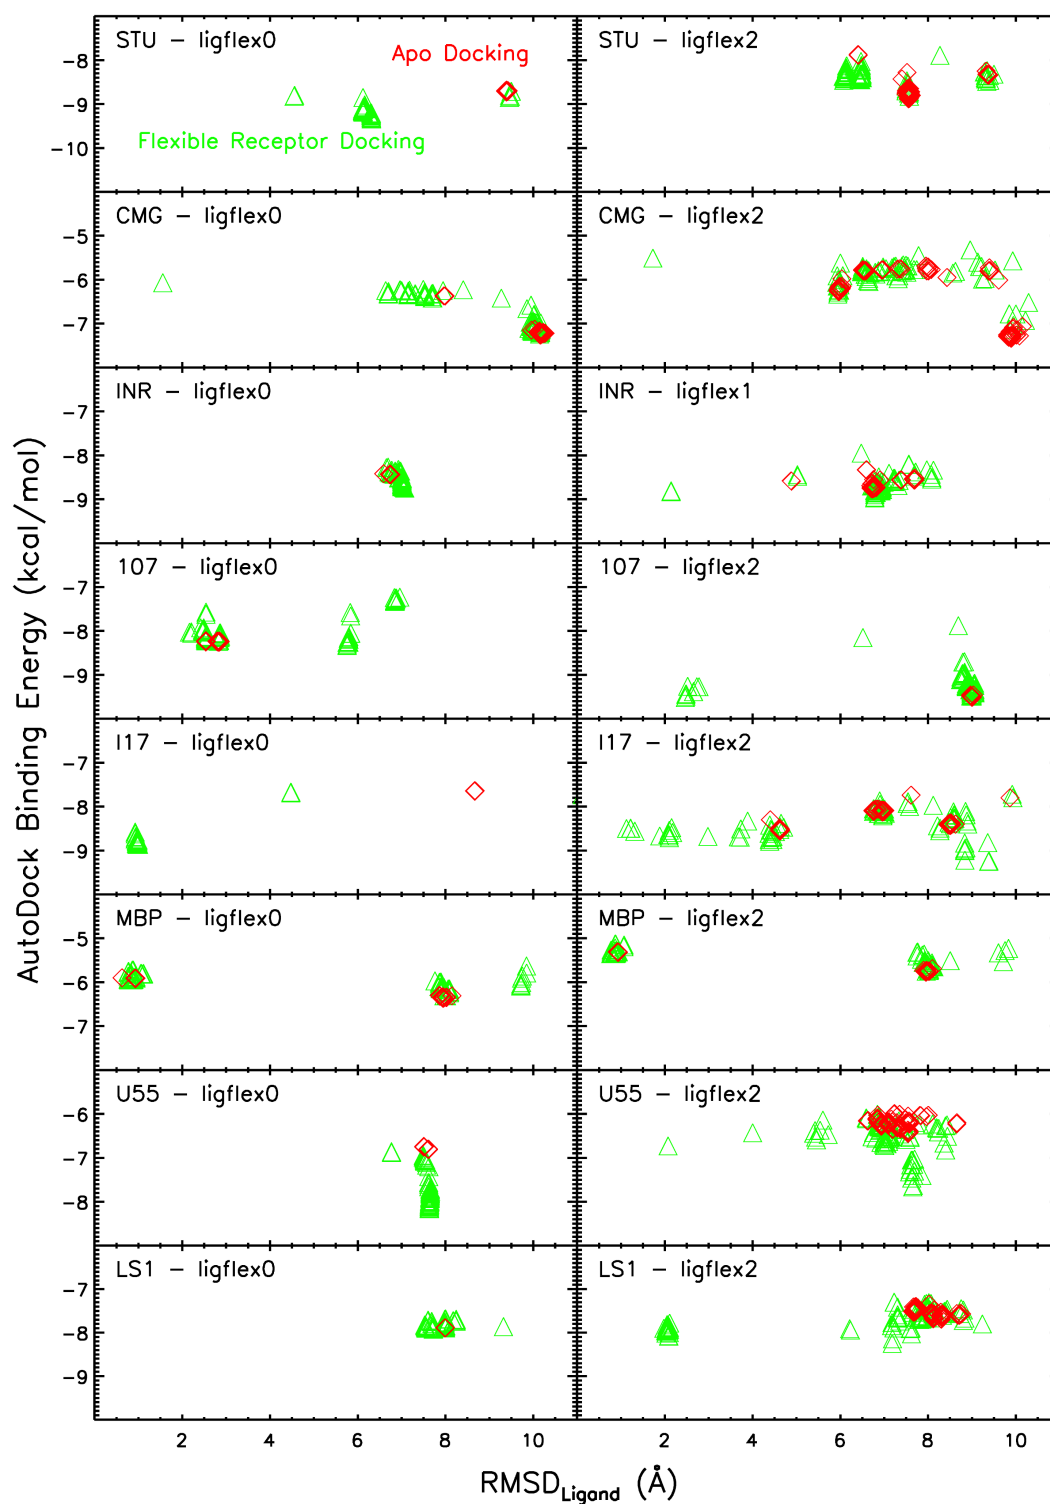 STU – ligflex0
STU – ligflex2
Apo Docking
Flexible Receptor Docking
−8
−9
−10
CMG – ligflex0
CMG – ligflex2
−5
−6
−7
INR – ligflex0
INR – ligflex1
−7
−8
−9
107 – ligflex0
107 – ligflex2
−7
−8
−9
I17 – ligflex0
I17 – ligflex2
−7
−8
−9
MBP – ligflex0
MBP – ligflex2
−5
−6
−7
U55 – ligflex0
U55 – ligflex2
−6
−7
−8
LS1 – ligflex0
LS1 – ligflex2
−7
−8
−9
AutoDock Binding Energy (kcal/mol)
2 4 6 8 10 2 4 6 8 10
RMSD_Ligand (Å)